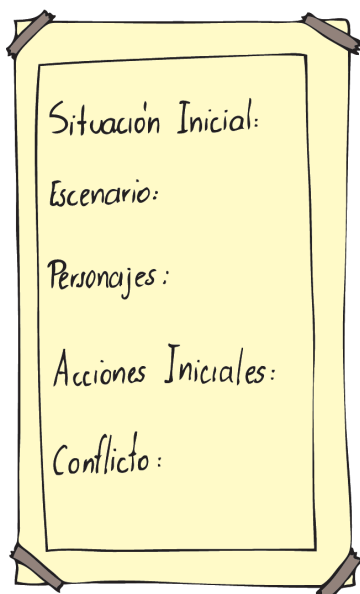 Situación Inicial:
Escenario:
Personajes:
Acciones Iniciales:
Conflicto: